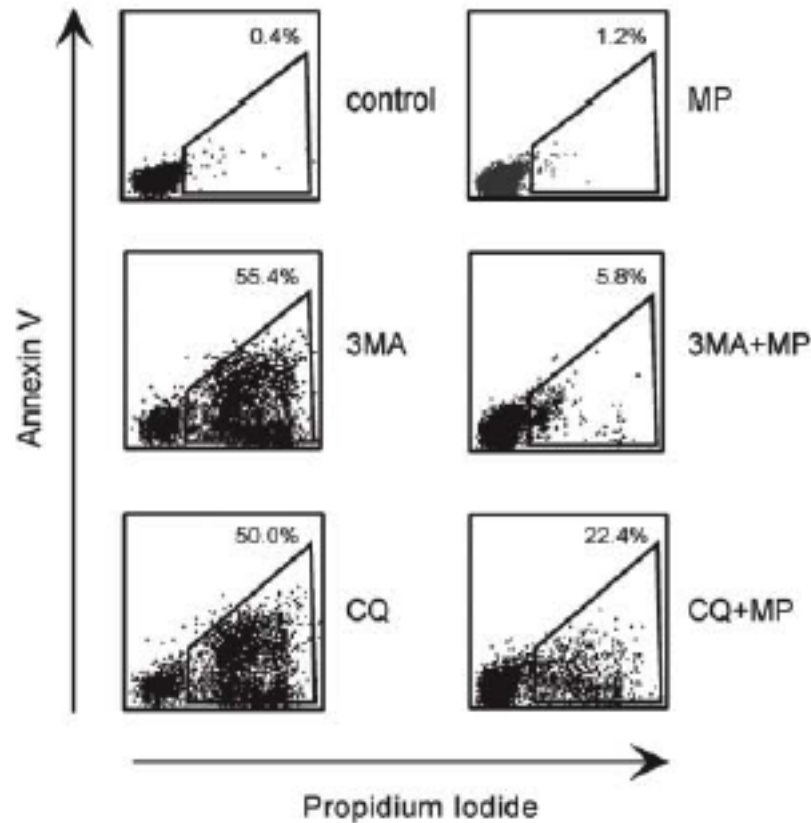 0.4%
control
1.2%
MP
55.4%
3MA
5.8%
3MA+MP
50.0%
CQ
22.4%
CQ+MP
Annexin V
Propidium Iodide